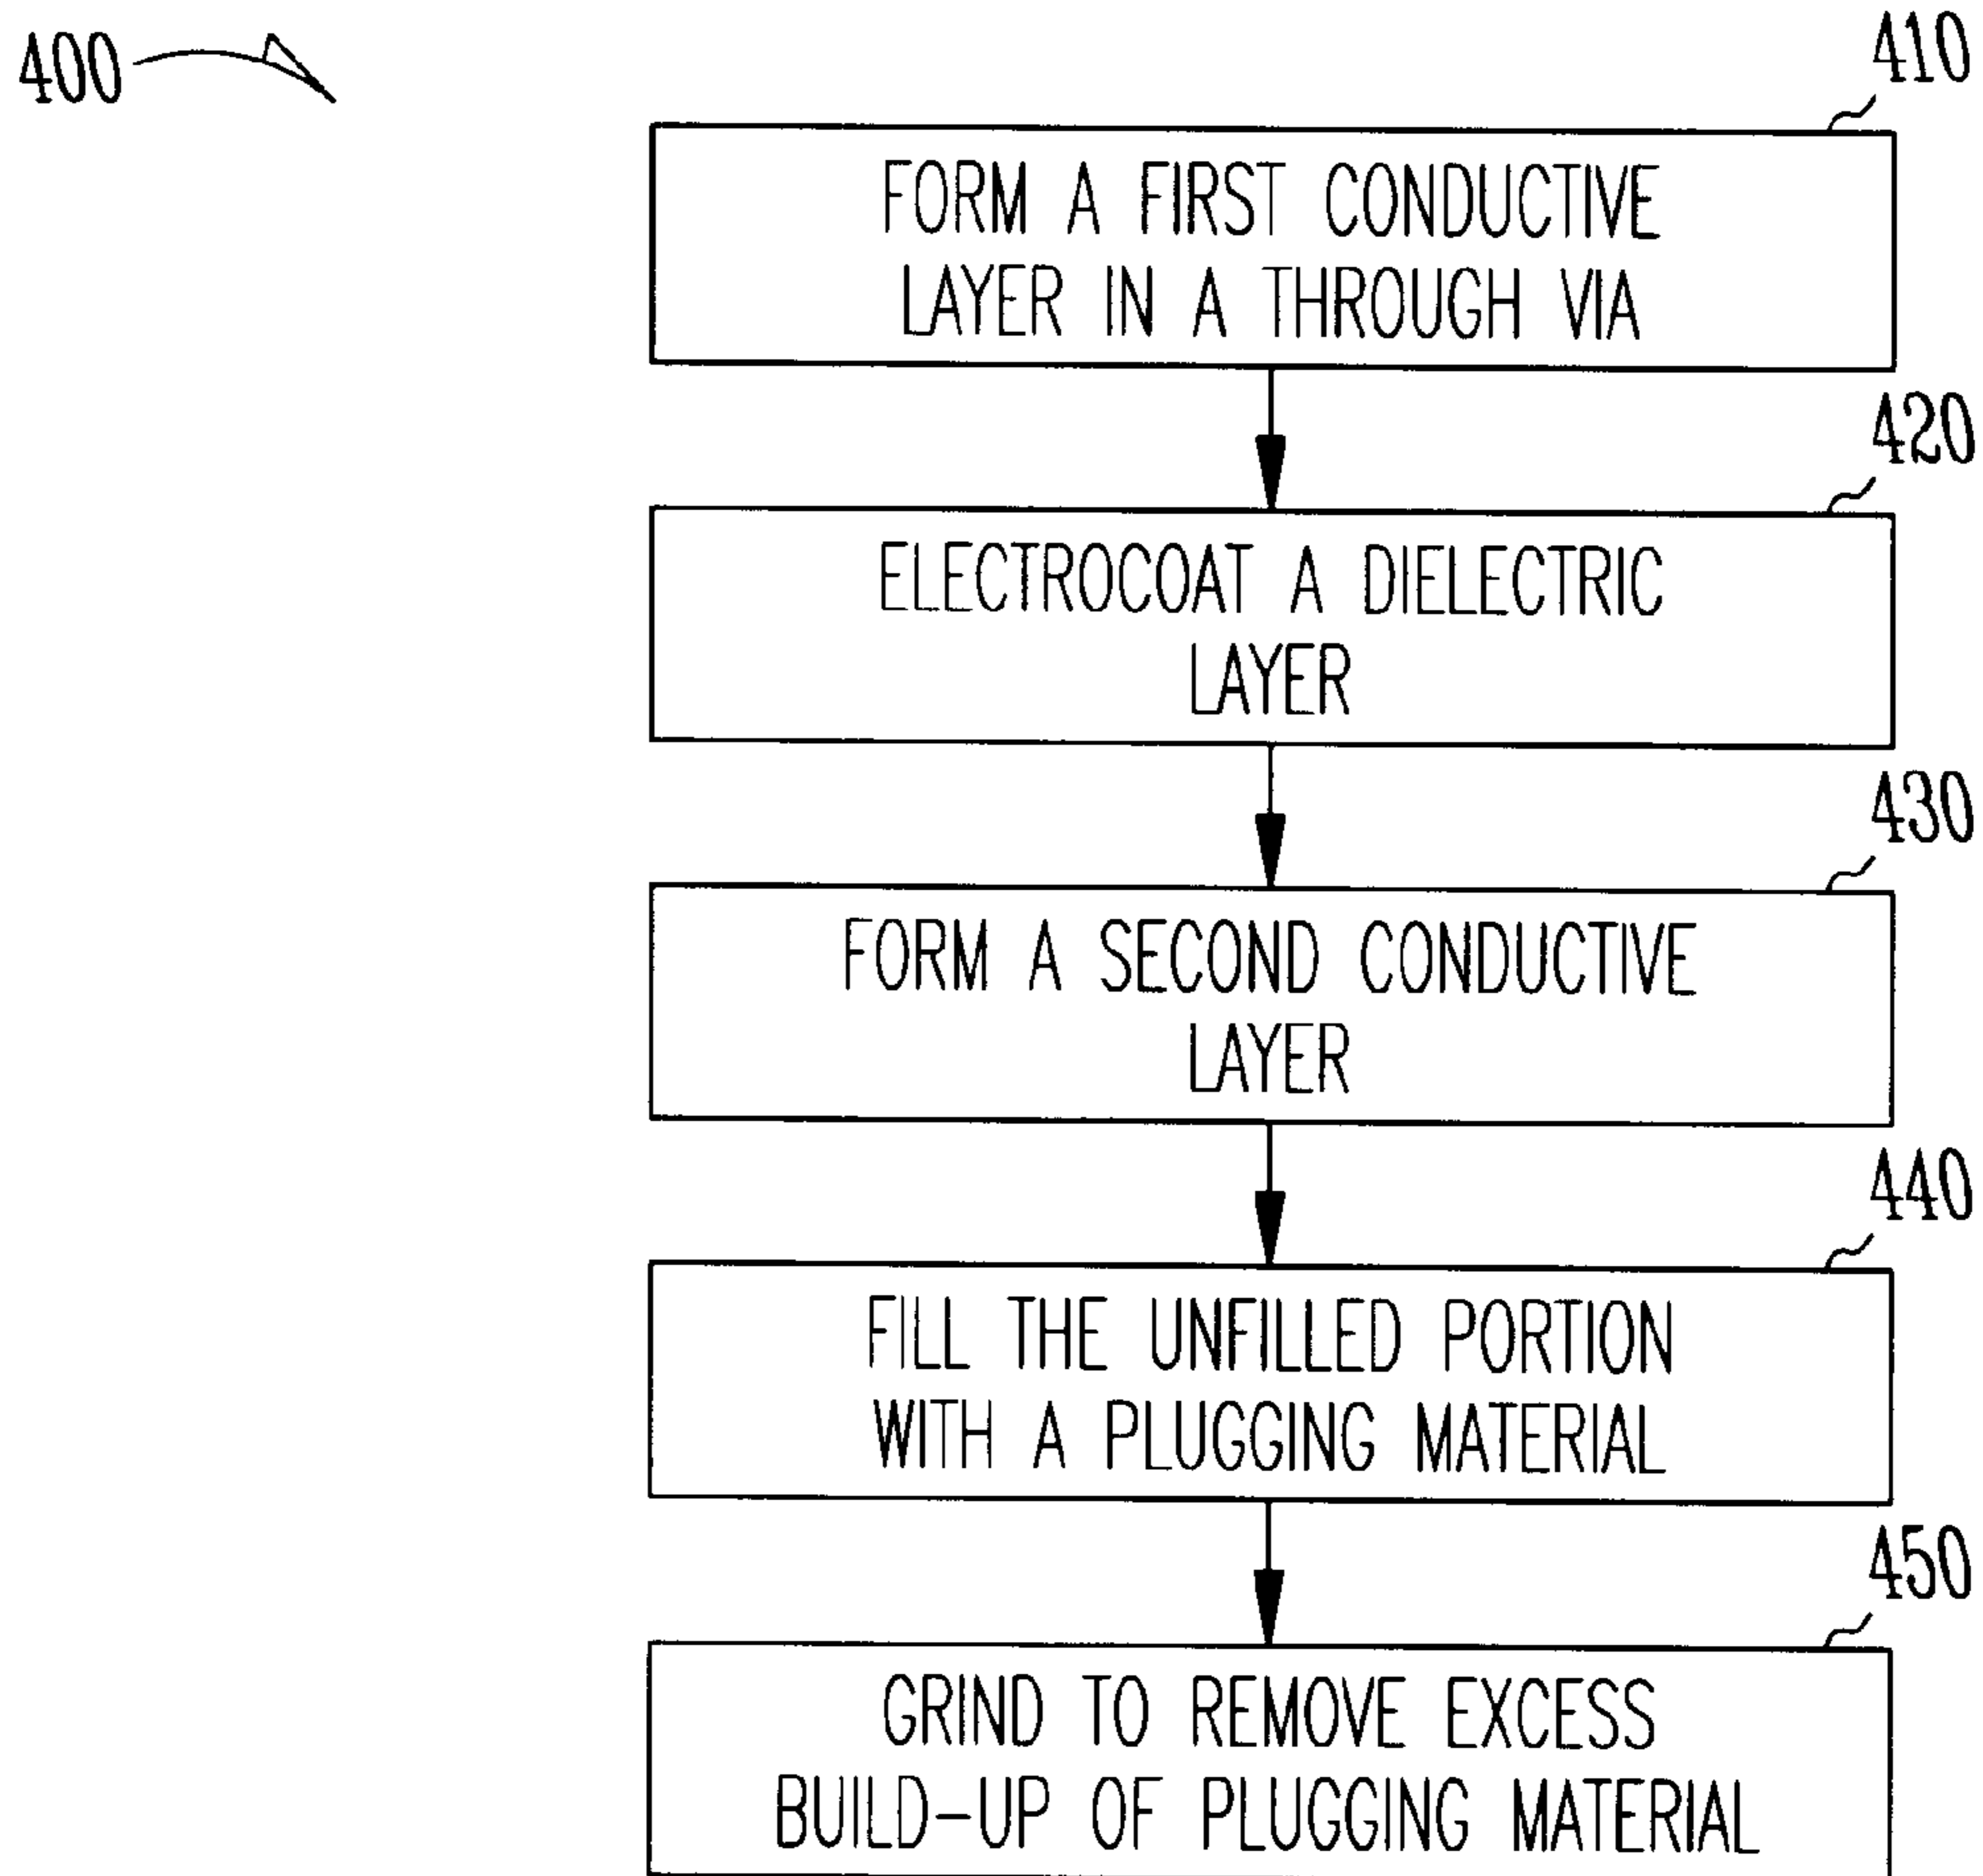 400
410
FORM A FIRST CONDUCTIVE
LAYER IN A THROUGH VIA
420
ELECTROCOAT A DIELECTRIC
LAYER
430
FORM A SECOND CONDUCTIVE
LAYER
440
FILL THE UNFILLED PORTION
WITH A PLUGGING MATERIAL
450
GRIND TO REMOVE EXCESS
BUILD-UP OF PLUGGING MATERIAL